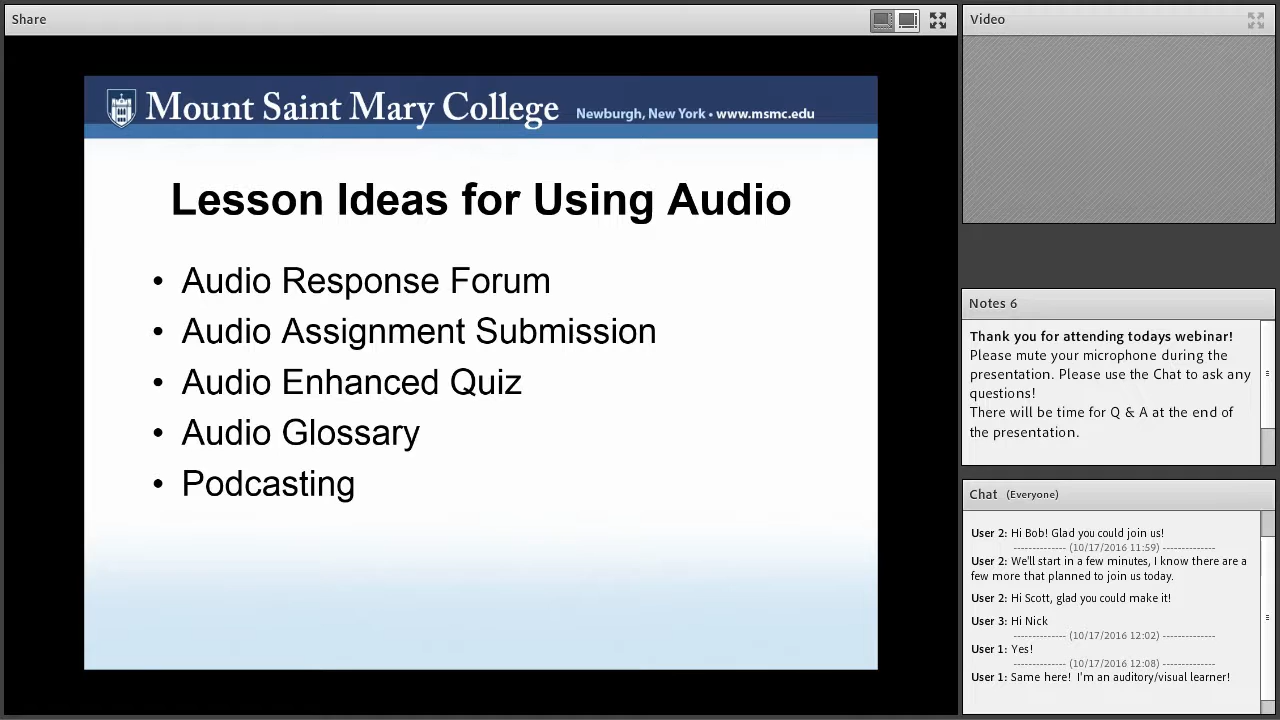 Share
Mount Saint Mary College Newburgh, New York • www.msmc.edu
Lesson Ideas for Using Audio
• Audio Response Forum
• Audio Assignment Submission
• Audio Enhanced Quiz
• Audio Glossary
• Podcasting
Video
Notes 6
Thank you for attending todays webinar!
Please mute your microphone during the
presentation. Please use the Chat to ask any
questions!
There will be time for Q & A at the end of
the presentation.
Chat (Everyone)
User 2: Hi Bob! Glad you could join us!
-------------- (10/17/2016 11:59) --------------
User 2: We'll start in a few minutes, I know there are a
few more that planned to join us today.
User 2: Hi Scott, glad you could make it!
User 3: Hi Nick
-------------- (10/17/2016 12:02) --------------
User 1: Yes!
-------------- (10/17/2016 12:08) --------------
User 1: Same here! I'm an auditory/visual learner!